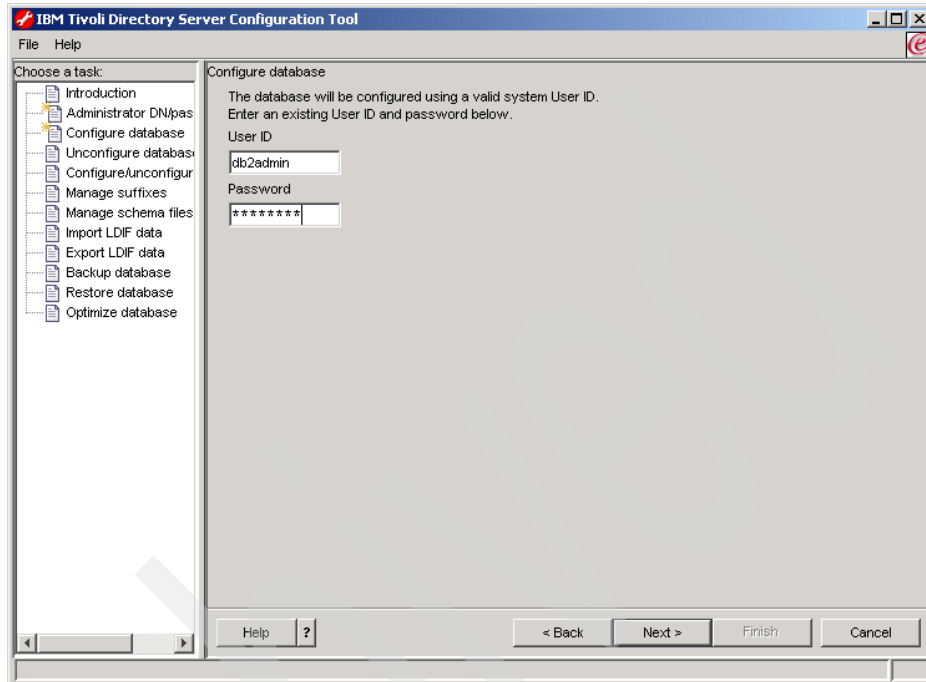 IBM Tivoli Directory Server Configuration Tool
File Help
Choose a task:
Introduction
Administrator DN/pas
Configure database
Unconfigure databas
Configure/unconfigur
Manage suffixes
Manage schema files
Import LDIF data
Export LDIF data
Backup database
Restore database
Optimize database
Configure database
The database will be configured using a valid system User ID.
Enter an existing User ID and password below.
User ID
db2admin
Password
********
Help ? < Back Next > Finish Cancel